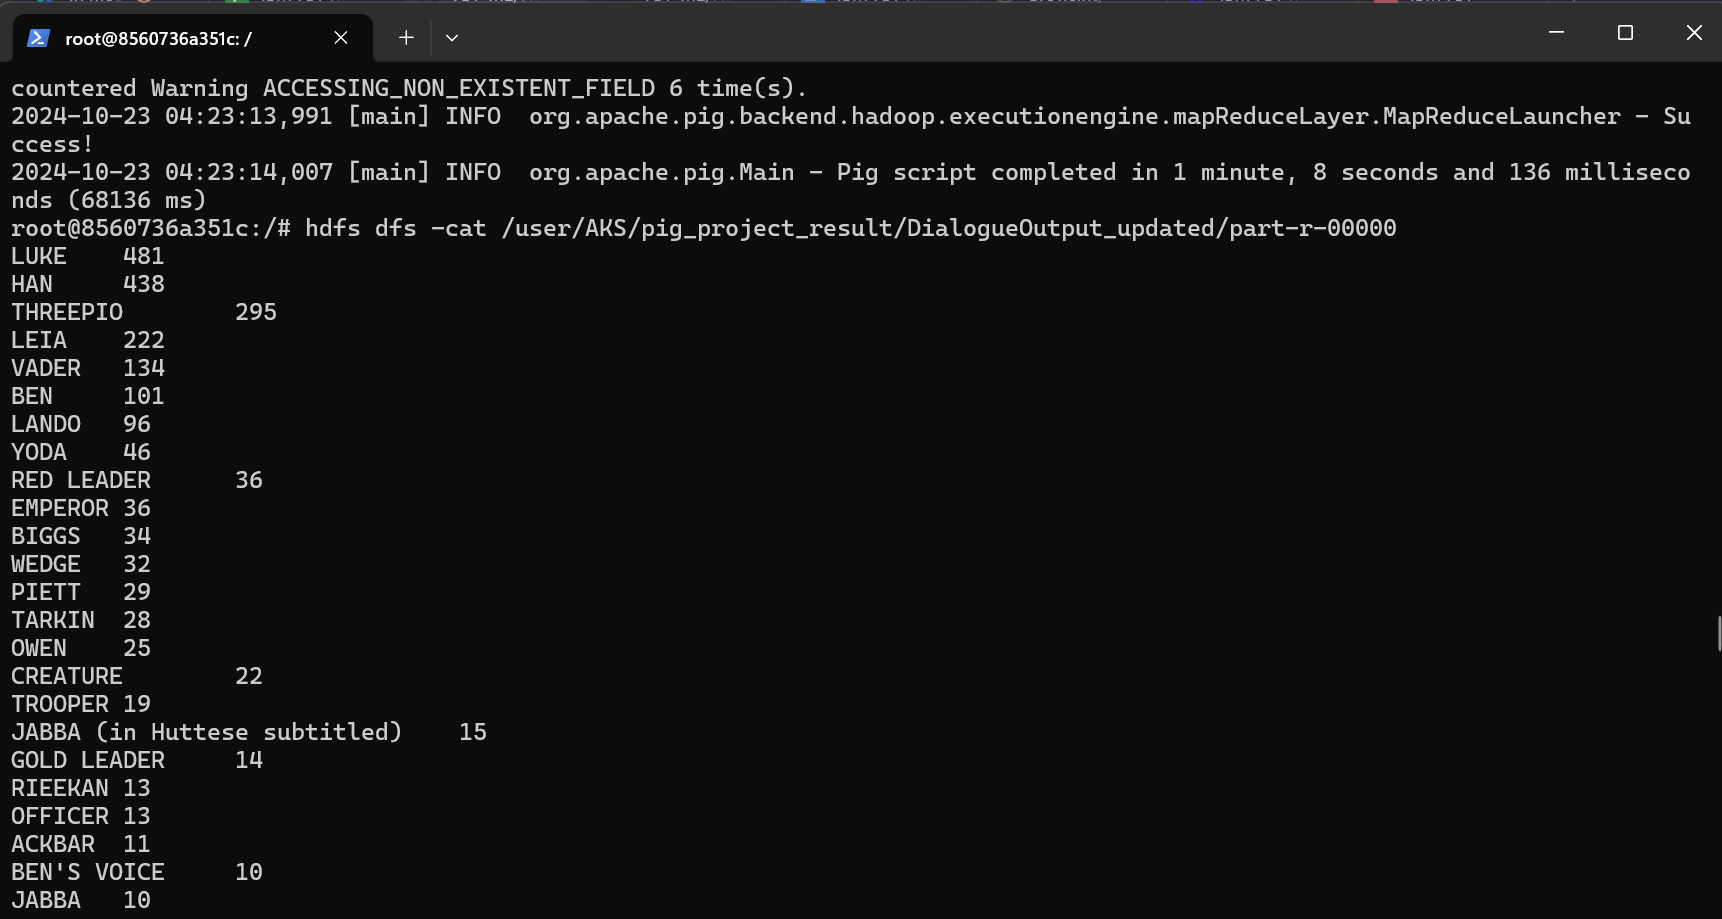 root@8560736a351c: /
countered Warning ACCESSING_NON_EXISTENT_FIELD 6 time(s).
2024-10-23 04:23:13,991 [main] INFO  org.apache.pig.backend.hadoop.executionengine.mapReduceLayer.MapReduceLauncher - Su
ccess!
2024-10-23 04:23:14,007 [main] INFO  org.apache.pig.Main - Pig script completed in 1 minute, 8 seconds and 136 milliseco
nds (68136 ms)
root@8560736a351c:/# hdfs dfs -cat /user/AKS/pig_project_result/DialogueOutput_updated/part-r-00000
LUKE	481
HAN	438
THREEPIO	295
LEIA	222
VADER	134
BEN	101
LANDO	96
YODA	46
RED LEADER	36
EMPEROR	36
BIGGS	34
WEDGE	32
PIETT	29
TARKIN	28
OWEN	25
CREATURE	22
TROOPER	19
JABBA (in Huttese subtitled)	15
GOLD LEADER	14
RIEEKAN	13
OFFICER	13
ACKBAR	11
BEN'S VOICE	10
JABBA	10